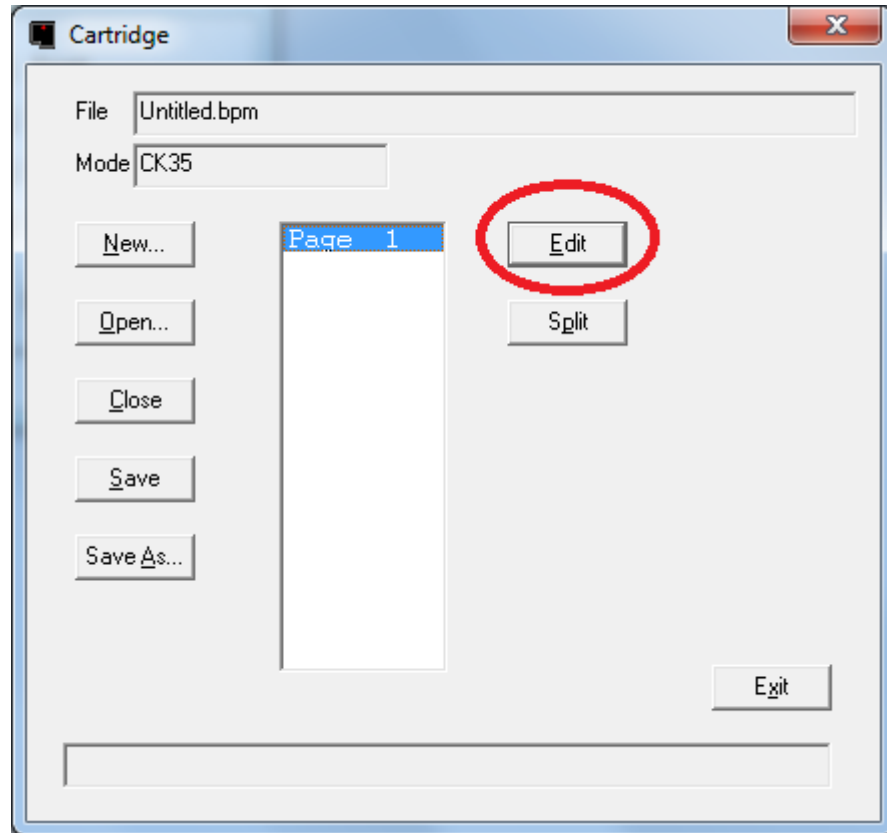 Cartridge
File Untitled.bpm
Mode CK35
New...
Page 1
Edit
Open...
Split
Close
Save
Save As...
Exit